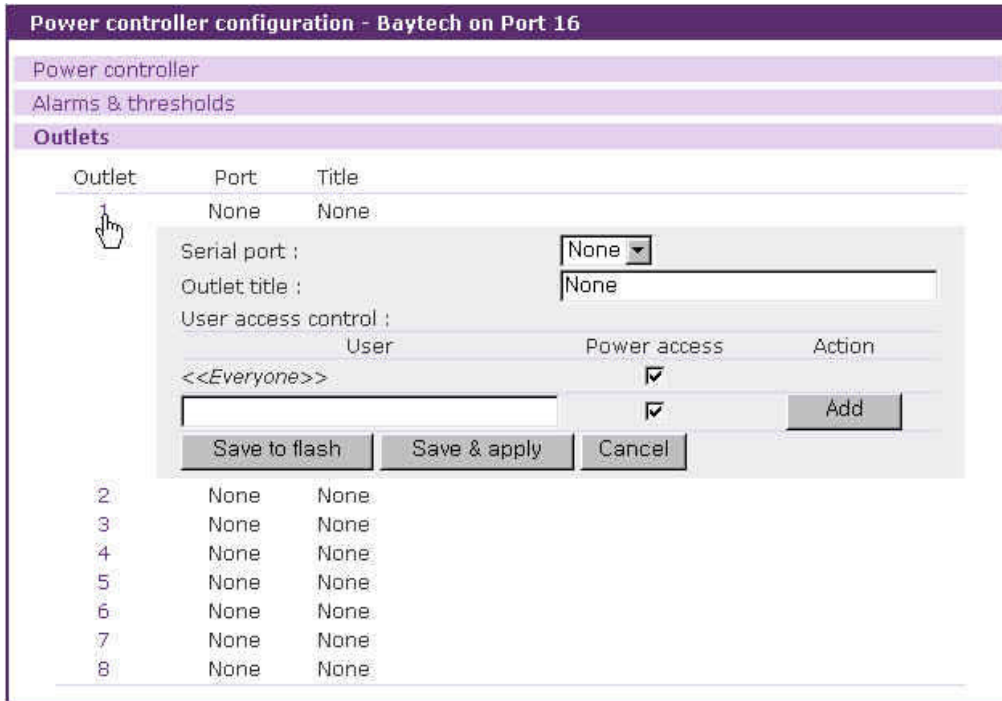 Power controller configuration - Baytech on Port 16
Power controller
Alarms & thresholds
Outlets
Outlet Port Title
1 None None
Serial port : None
Outlet title : None
User access control :
User Power access Action
<<Everyone>>
Add
Save to flash Save & apply Cancel
2 None None
3 None None
4 None None
5 None None
6 None None
7 None None
8 None None